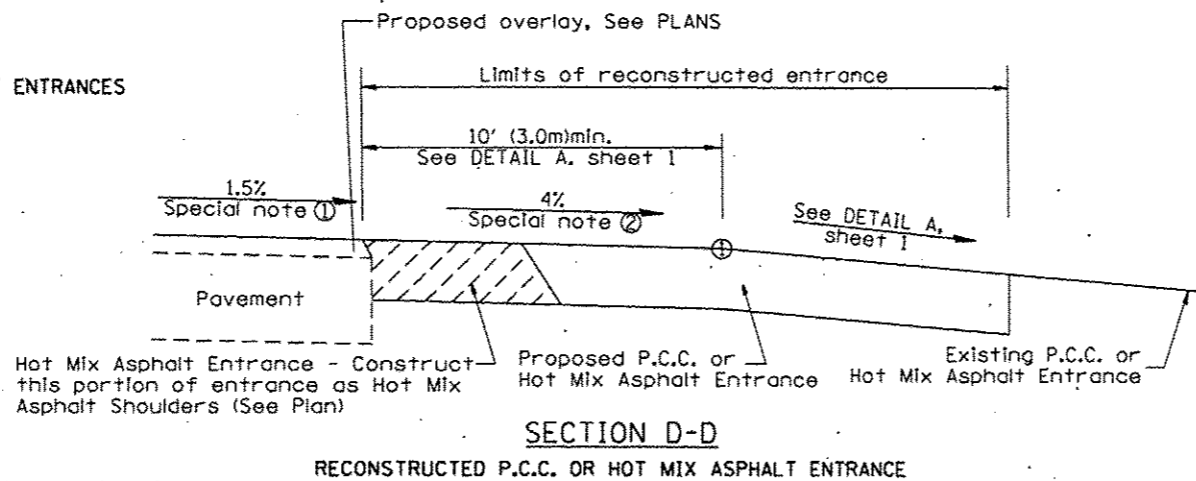 Proposed overlay, See PLANS
ENTRANCES
Limits of reconstructed entrance
10' (3.0m)min.
See DETAIL A. sheet 1
1.5%
Special note ①
4%
Special note ②
See DETAIL A.
sheet 1
①
Pavement
Hot Mix Asphalt Entrance - Construct
this portion of entrance as Hot Mix
Asphalt Shoulders (See Plan)
Proposed P.C.C. or
Hot Mix Asphalt Entrance
Existing P.C.C. or
Hot Mix Asphalt Entrance
SECTION D-D
RECONSTRUCTED P.C.C. OR HOT MIX ASPHALT ENTRANCE